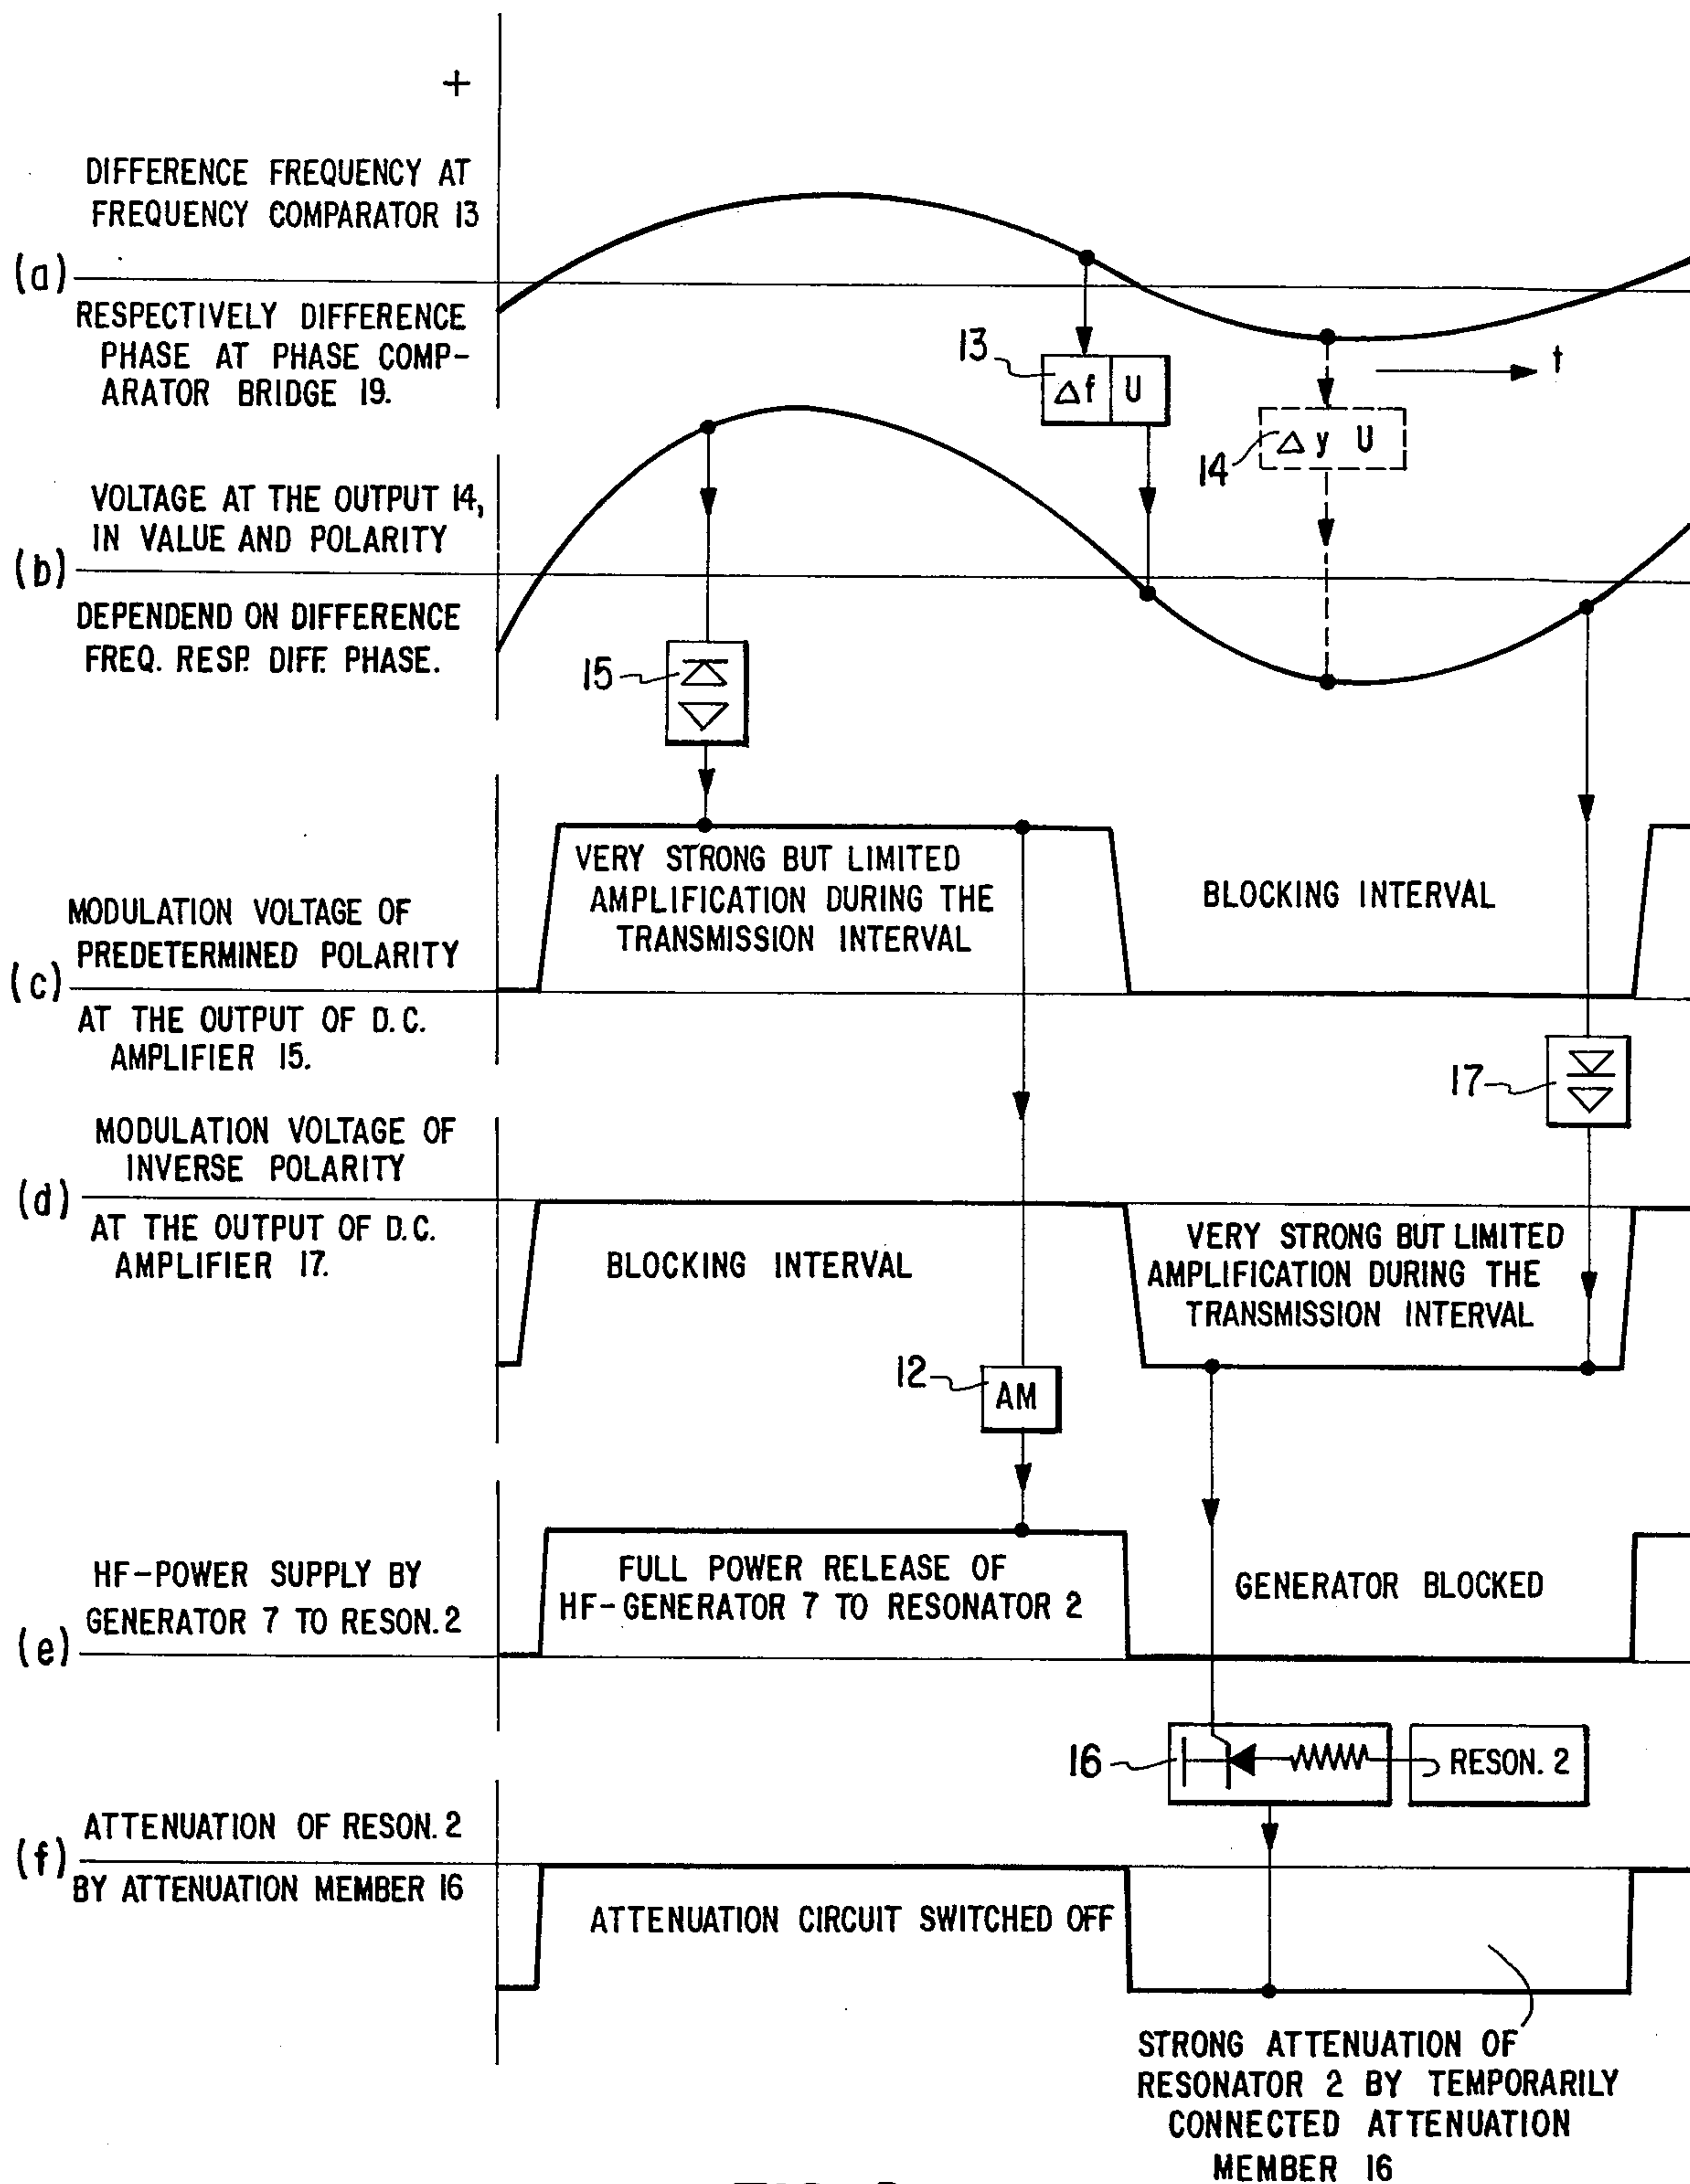 +
DIFFERENCE FREQUENCY AT
FREQUENCY COMPARATOR 13
(a)
RESPECTIVELY DIFFERENCE
PHASE AT PHASE COMP-
ARATOR BRIDGE 19.
13
Δf U
t
14
Δy U
VOLTAGE AT THE OUTPUT 14,
IN VALUE AND POLARITY
(b)
DEPENDEND ON DIFFERENCE
FREQ. RESP. DIFF. PHASE.
15
VERY STRONG BUT LIMITED
AMPLIFICATION DURING THE
TRANSMISSION INTERVAL
BLOCKING INTERVAL
MODULATION VOLTAGE OF
PREDETERMINED POLARITY
(c)
AT THE OUTPUT OF D.C.
AMPLIFIER 15.
17
MODULATION VOLTAGE OF
INVERSE POLARITY
(d)
AT THE OUTPUT OF D.C.
AMPLIFIER 17.
BLOCKING INTERVAL
VERY STRONG BUT LIMITED
AMPLIFICATION DURING THE
TRANSMISSION INTERVAL
12
AM
HF-POWER SUPPLY BY
GENERATOR 7 TO RESON. 2
(e)
FULL POWER RELEASE OF
HF-GENERATOR 7 TO RESONATOR 2
GENERATOR BLOCKED
16
RESON. 2
ATTENUATION OF RESON. 2
(f)
BY ATTENUATION MEMBER 16
ATTENUATION CIRCUIT SWITCHED OFF
STRONG ATTENUATION OF
RESONATOR 2 BY TEMPORARILY
CONNECTED ATTENUATION
MEMBER 16